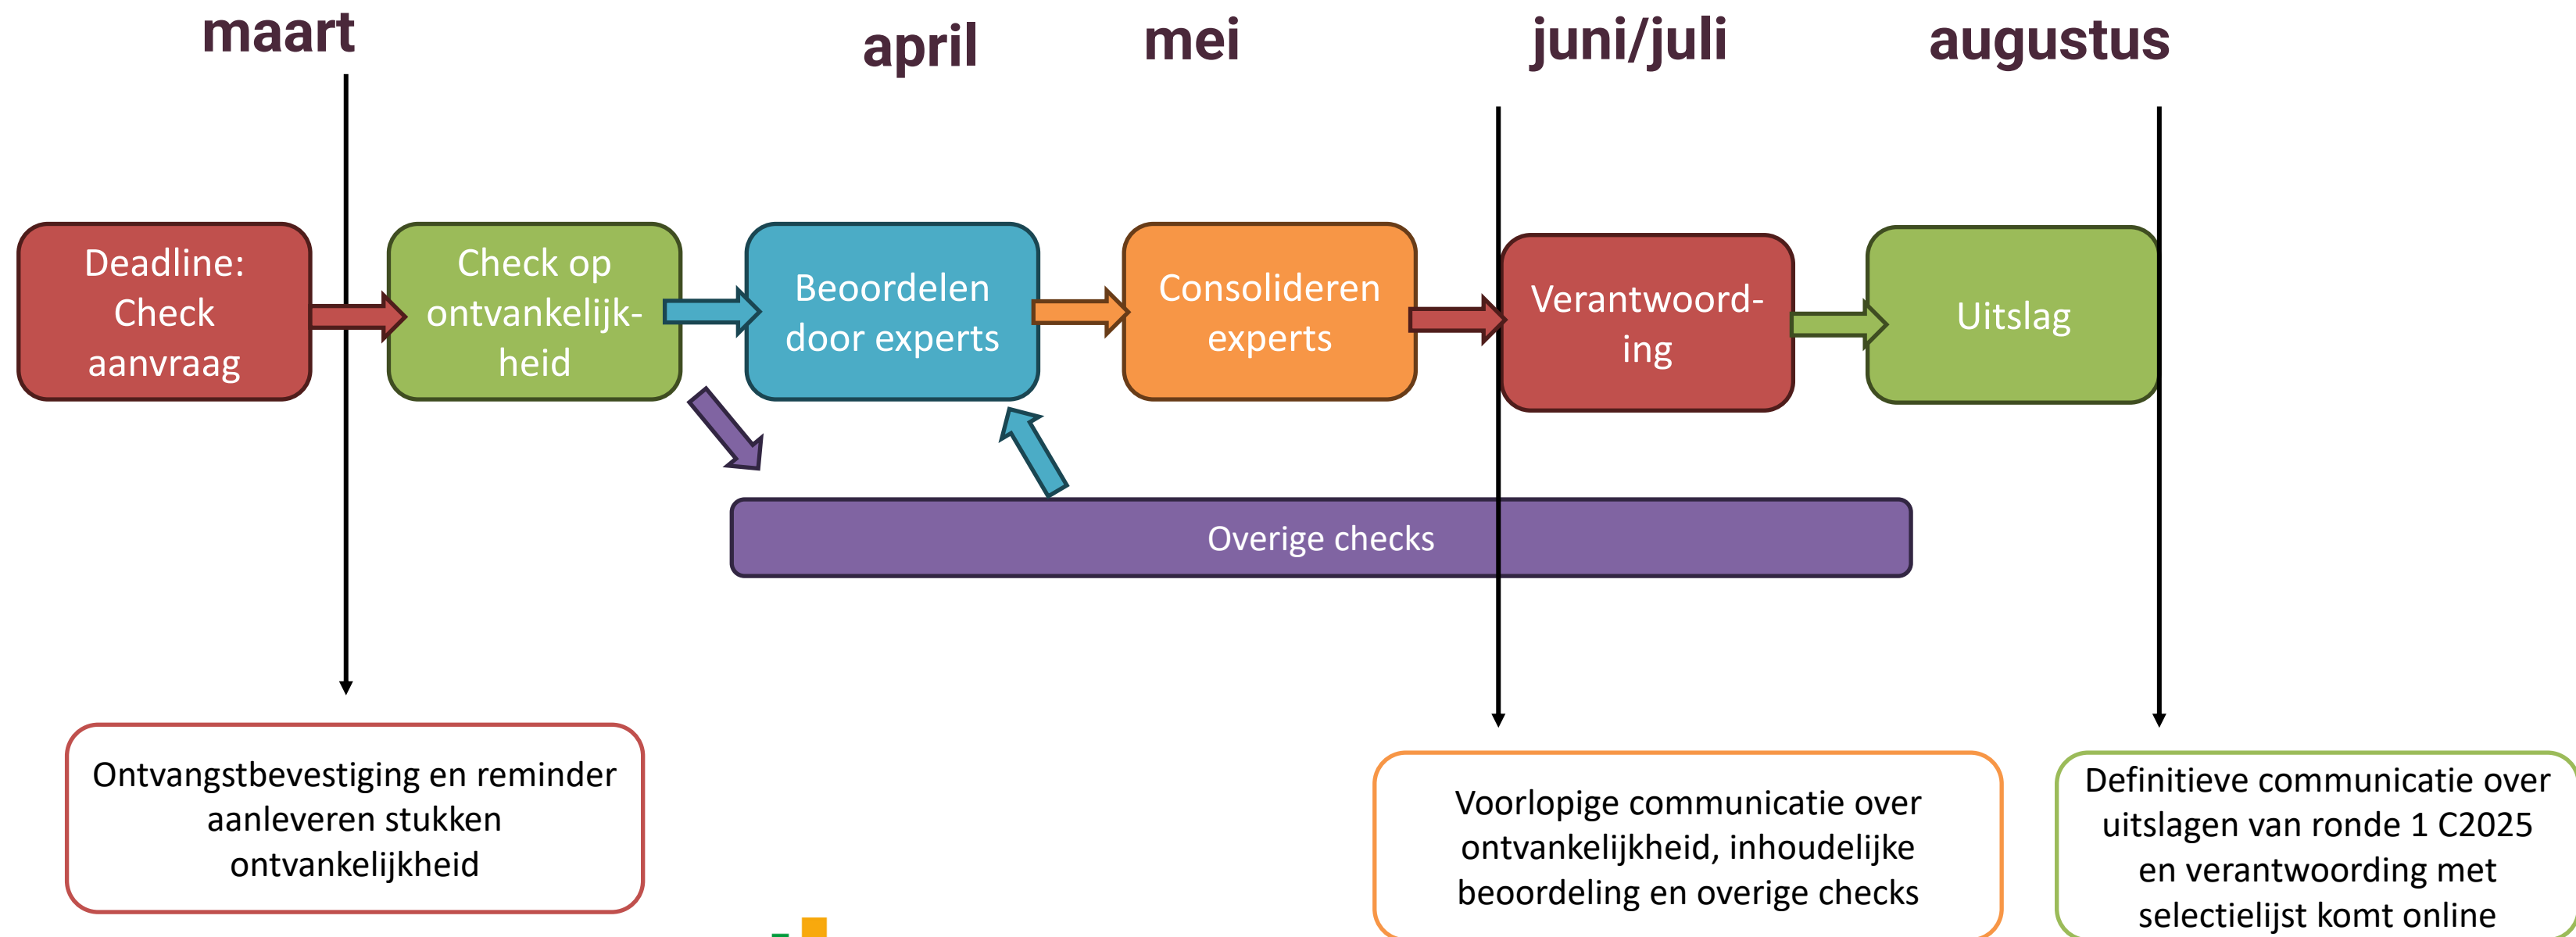 maart
april
mei
juni/juli
augustus
Deadline:
Check
aanvraag
Check op
ontvankelijk-
heid
Beoordelen
door experts
Consolideren
experts
Verantwoord-
ing
Uitslag
Overige checks
Ontvangstbevestiging en reminder
aanleveren stukken
ontvankelijkheid
Voorlopige communicatie over
ontvankelijkheid, inhoudelijke
beoordeling en overige checks
Definitieve communicatie over
uitslagen van ronde 1 C2025
en verantwoording met
selectielijst komt online